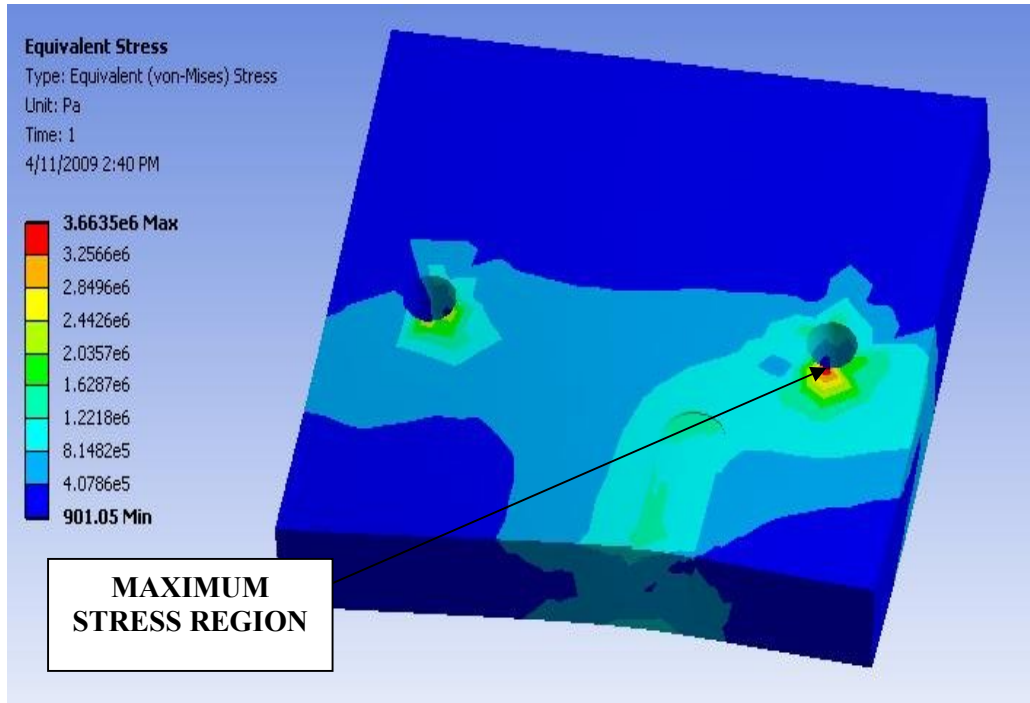 Equivalent Stress
Type: Equivalent (von-Mises) Stress
Unit: Pa
Time: 1
4/11/2009 2:40 PM
3.6635e6 Max
3.2566e6
2.8496e6
2.4426e6
2.0357e6
1.6287e6
1.2218e6
8.1482e5
4.0786e5
901.05 Min
MAXIMUM
STRESS REGION